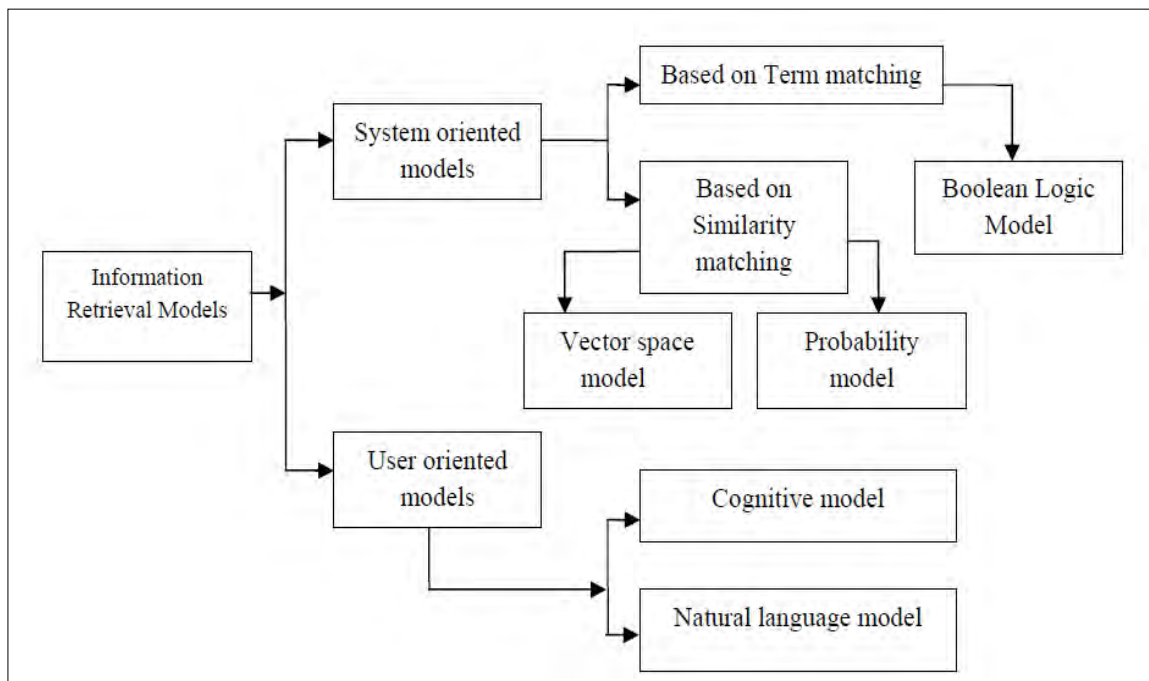 Based on Term matching
System oriented
models
Based on
Similarity
matching
Boolean Logic
Model
Information
Retrieval Models
Vector space
model
Probability
model
User oriented
models
Cognitive model
Natural language model